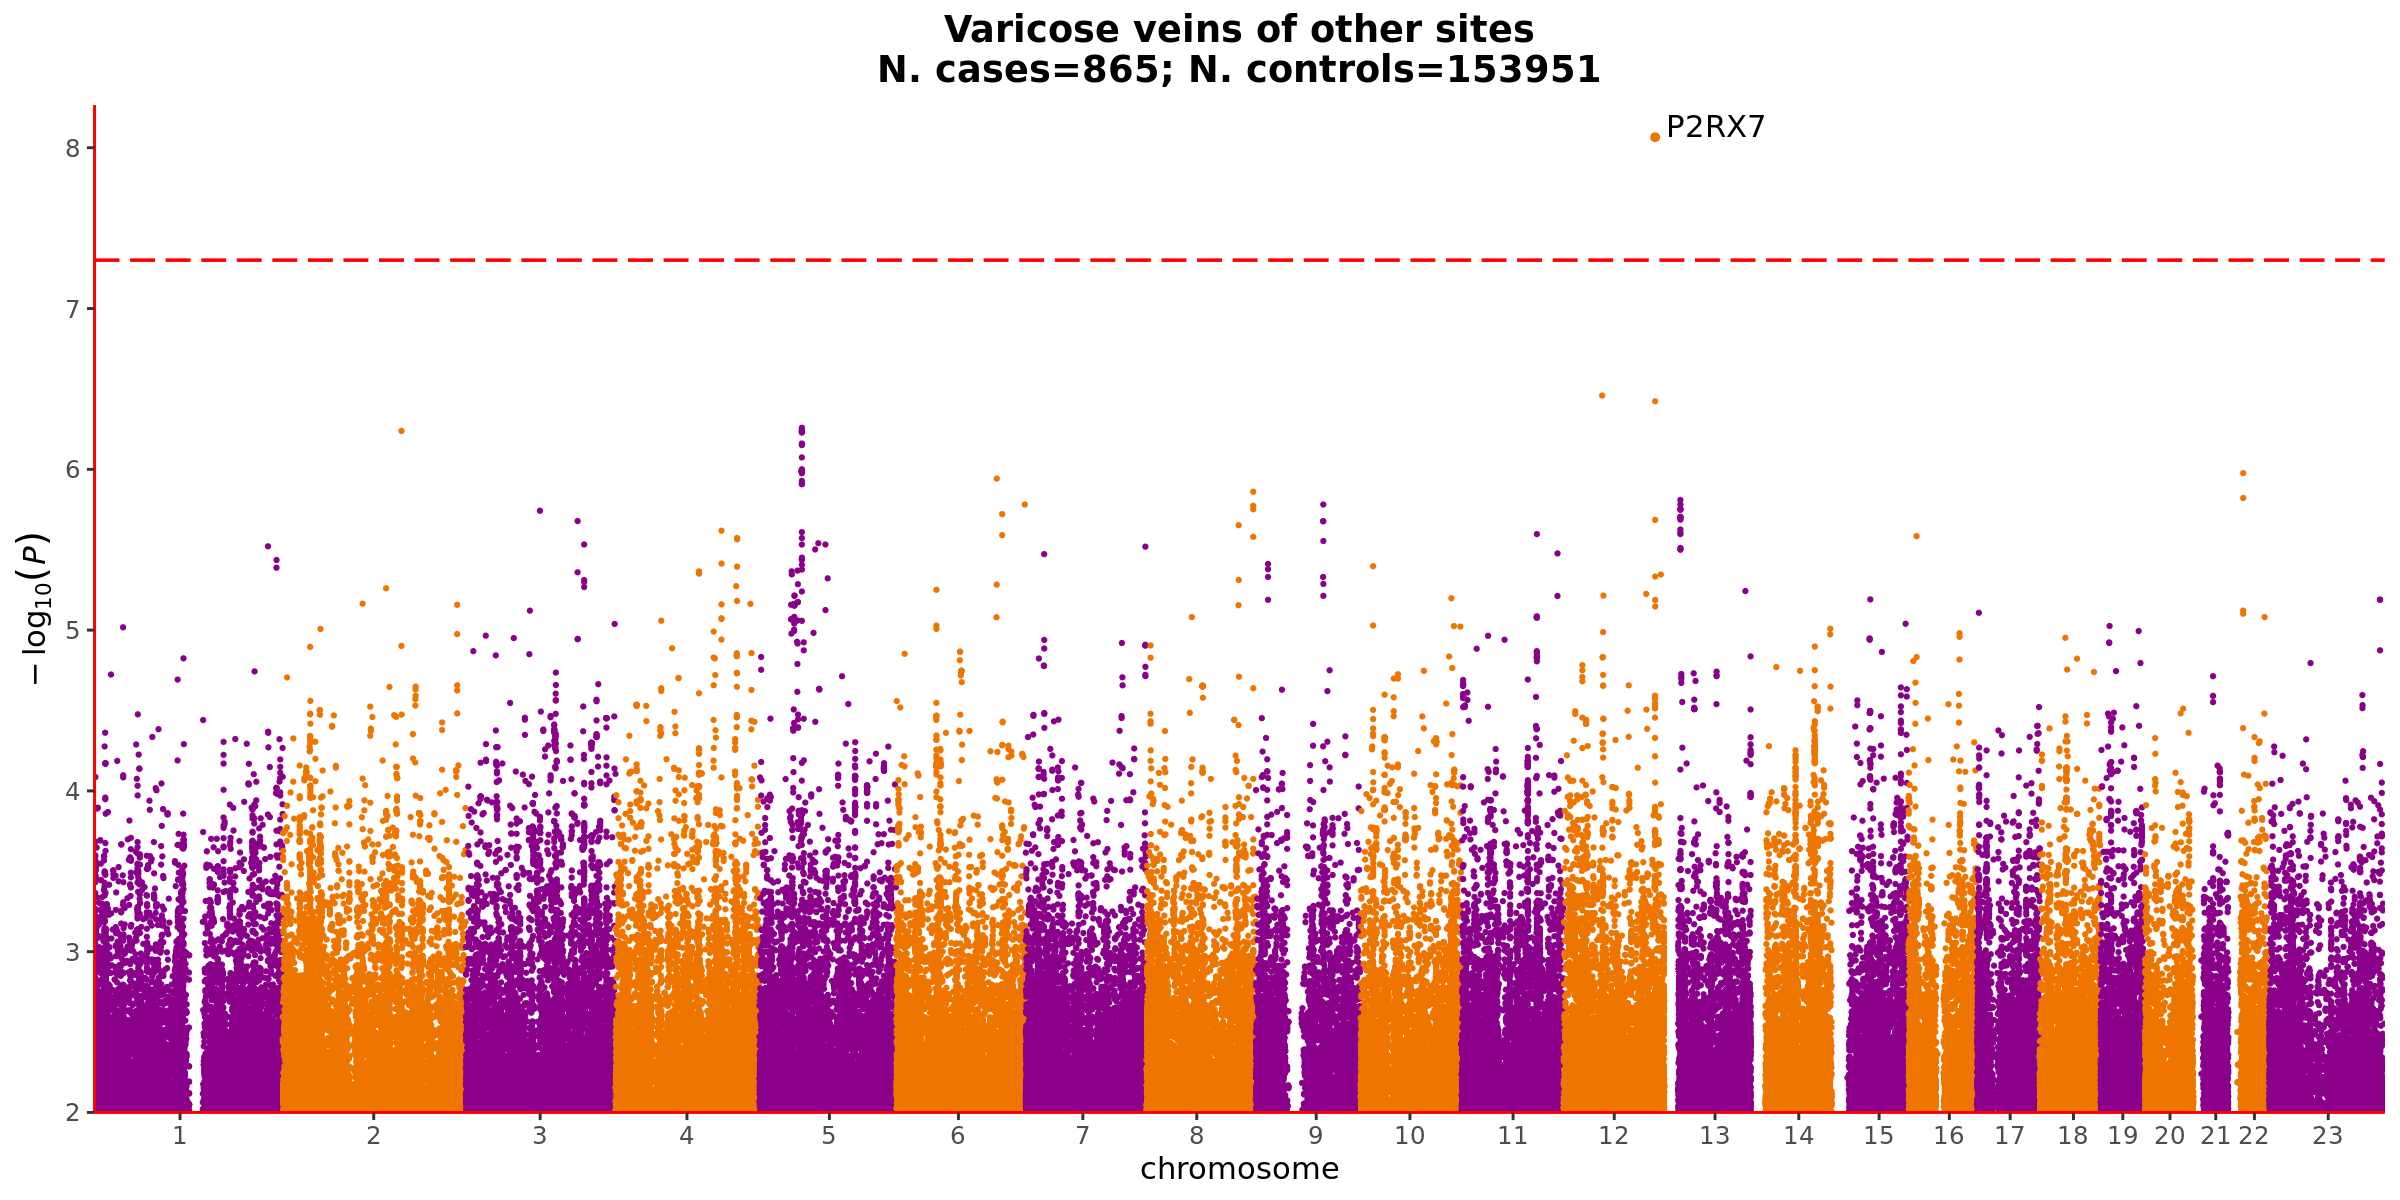 Varicose veins of other sites
N. cases=865; N. controls=153951
P2RX7
8
7
6
5
4
3
2
−log10(P)
1 2 3 4 5 6 7 8 9 10 11 12 13 14 15 16 17 18 19 20 21 22 23
chromosome